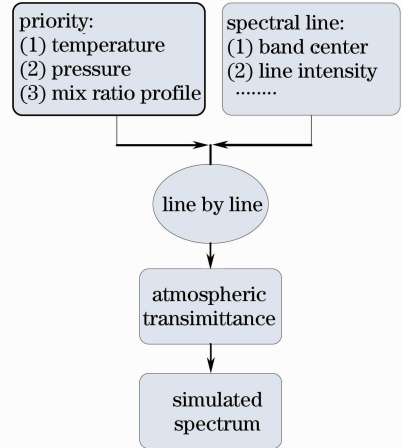 priority:
(1) temperature
(2) pressure
(3) mix ratio profile
spectral line:
(1) band center
(2) line intensity
........
line by line
atmospheric
transimittance
simulated
spectrum